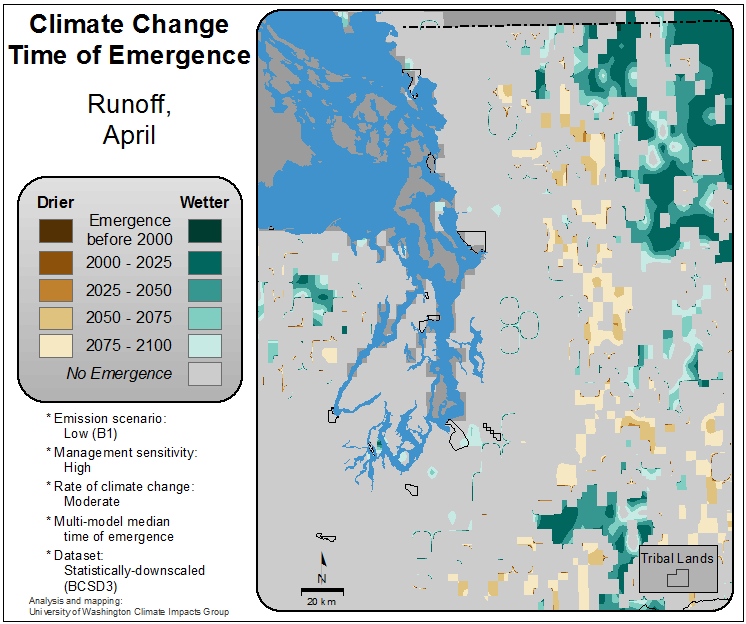 Climate Change
Time of Emergence
Runoff,
April
Drier
Wetter
Emergence
before 2000
2000 - 2025
2025 - 2050
2050 - 2075
2075 - 2100
No Emergence
* Emission scenario:
Low (B1)
* Management sensitivity:
High
* Rate of climate change:
Moderate
* Multi-model median
time of emergence
* Dataset:
Statistically-downscaled
(BCSD3)
Analysis and mapping:
University of Washington Climate Impacts Group
N
20 km
Tribal Lands